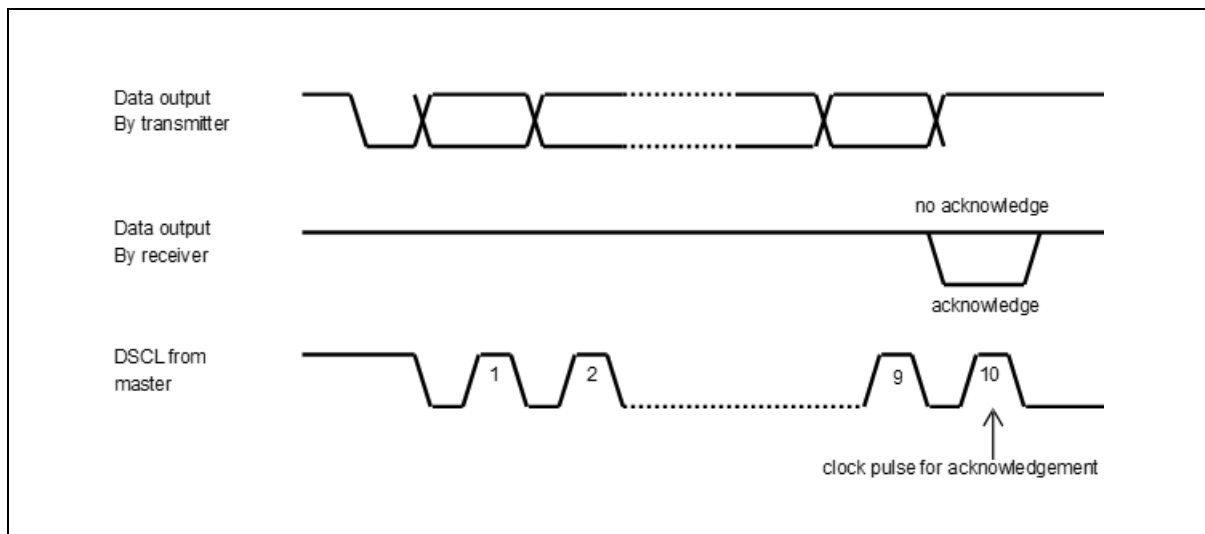 Data output
By transmitter
no acknowledge
Data output
By receiver
acknowledge
DSCL from
master
1
2
9
10
clock pulse for acknowledgement